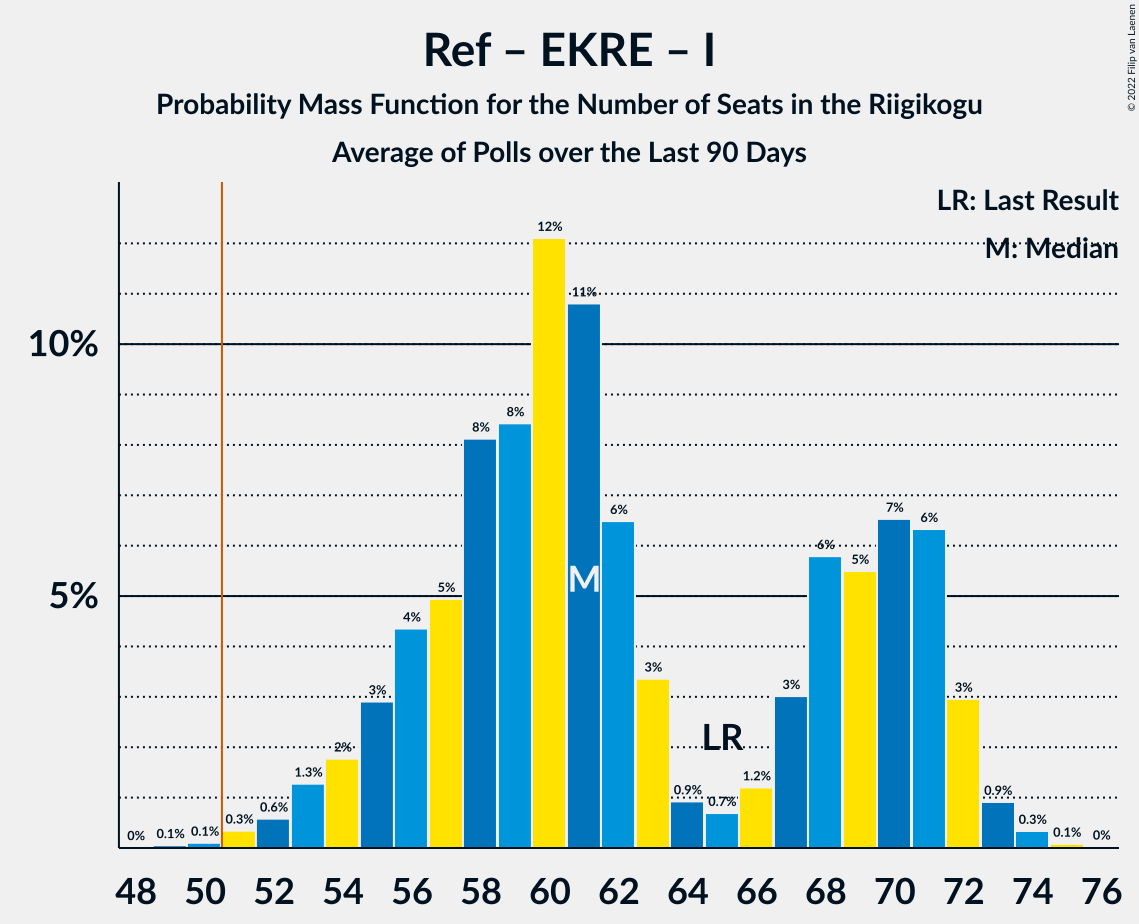 Ref – EKRE – I
Probability Mass Function for the Number of Seats in the Riigikogu
Average of Polls over the Last 90 Days
© 2022 Filip van Laenen
LR: Last Result
M: Median
10%
5%
0% 0.1% 0.1% 0.3% 0.6% 1.3% 2% 3% 4% 5% 8% 8% 12% 11% 6% 3% 0.9% 0.7% 1.2% 3% 6% 5% 7% 6% 3% 0.9% 0.3% 0.1% 0%
M
LR
48 50 52 54 56 58 60 62 64 66 68 70 72 74 76